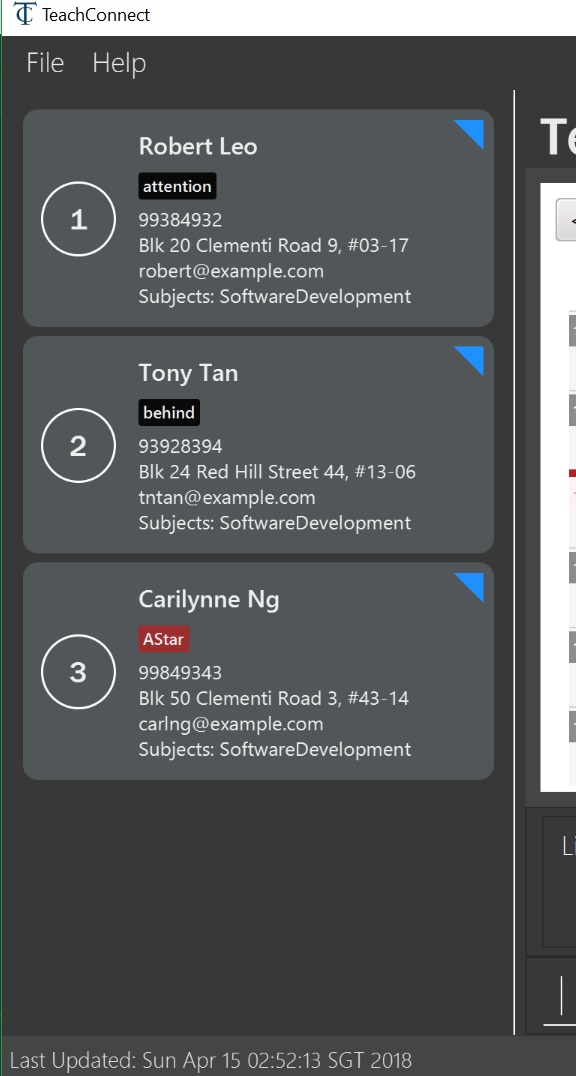 TeachConnect
File Help
Robert Leo
attention
1
99384932
Blk 20 Clementi Road 9, #03-17
robert@example.com
Subjects: SoftwareDevelopment
Tony Tan
behind
2
93928394
Blk 24 Red Hill Street 44, #13-06
tntan@example.com
Subjects: SoftwareDevelopment
Carilynne Ng
AStar
3
99849343
Blk 50 Clementi Road 3, #43-14
carlng@example.com
Subjects: SoftwareDevelopment
Te
Li
Last Updated: Sun Apr 15 02:52:13 SGT 2018